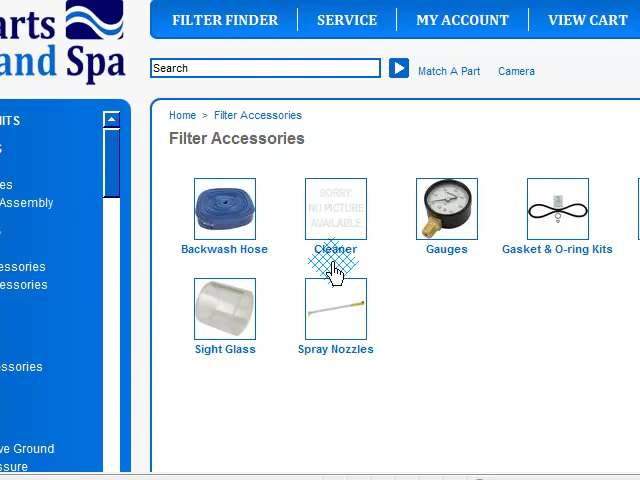 arts
and Spa
FILTER FINDER
SERVICE
MY ACCOUNT
VIEW CART
Search
Match A Part
Camera
Home > Filter Accessories
Filter Accessories
SORRY,
NO PICTURE
AVAILABLE
Backwash Hose
Cleaner
Gauges
Gasket & O-ring Kits
Sight Glass
Spray Nozzles
Assembly
essories
essories
ssories
ve Ground
ssure